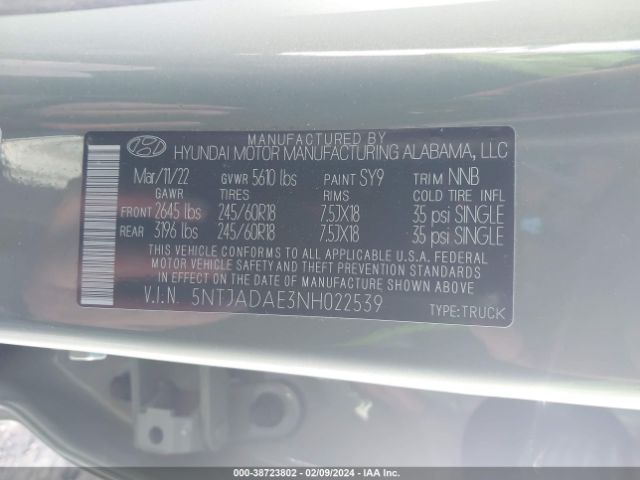 MANUFACTURED BY
HYUNDAI MOTOR MANUFACTURING ALABAMA, LLC
Mar/11/22 GVWR 5610 lbs PAINT SY9 TRIM NNB
GAWR TIRES RIMS COLD TIRE INFL
FRONT 2645 lbs 245/60R18 7.5JX18 35 psi SINGLE
REAR 3196 lbs 245/60R18 7.5JX18 35 psi SINGLE
THIS VEHICLE CONFORMS TO ALL APPLICABLE U.S.A. FEDERAL
MOTOR VEHICLE SAFETY AND THEFT PREVENTION STANDARDS
IN EFFECT ON THE DATE OF MANUFACTURE SHOWN ABOVE.
V.I.N. 5NTJADAE3NH022539 TYPE:TRUCK
000-38723802 - 02/09/2024 - Copyright 2024 IAA, Inc.